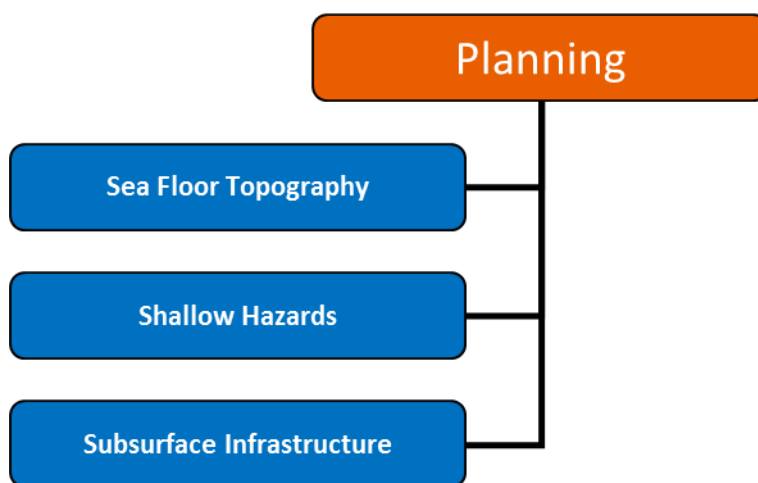 Planning
Sea Floor Topography
Shallow Hazards
Subsurface Infrastructure